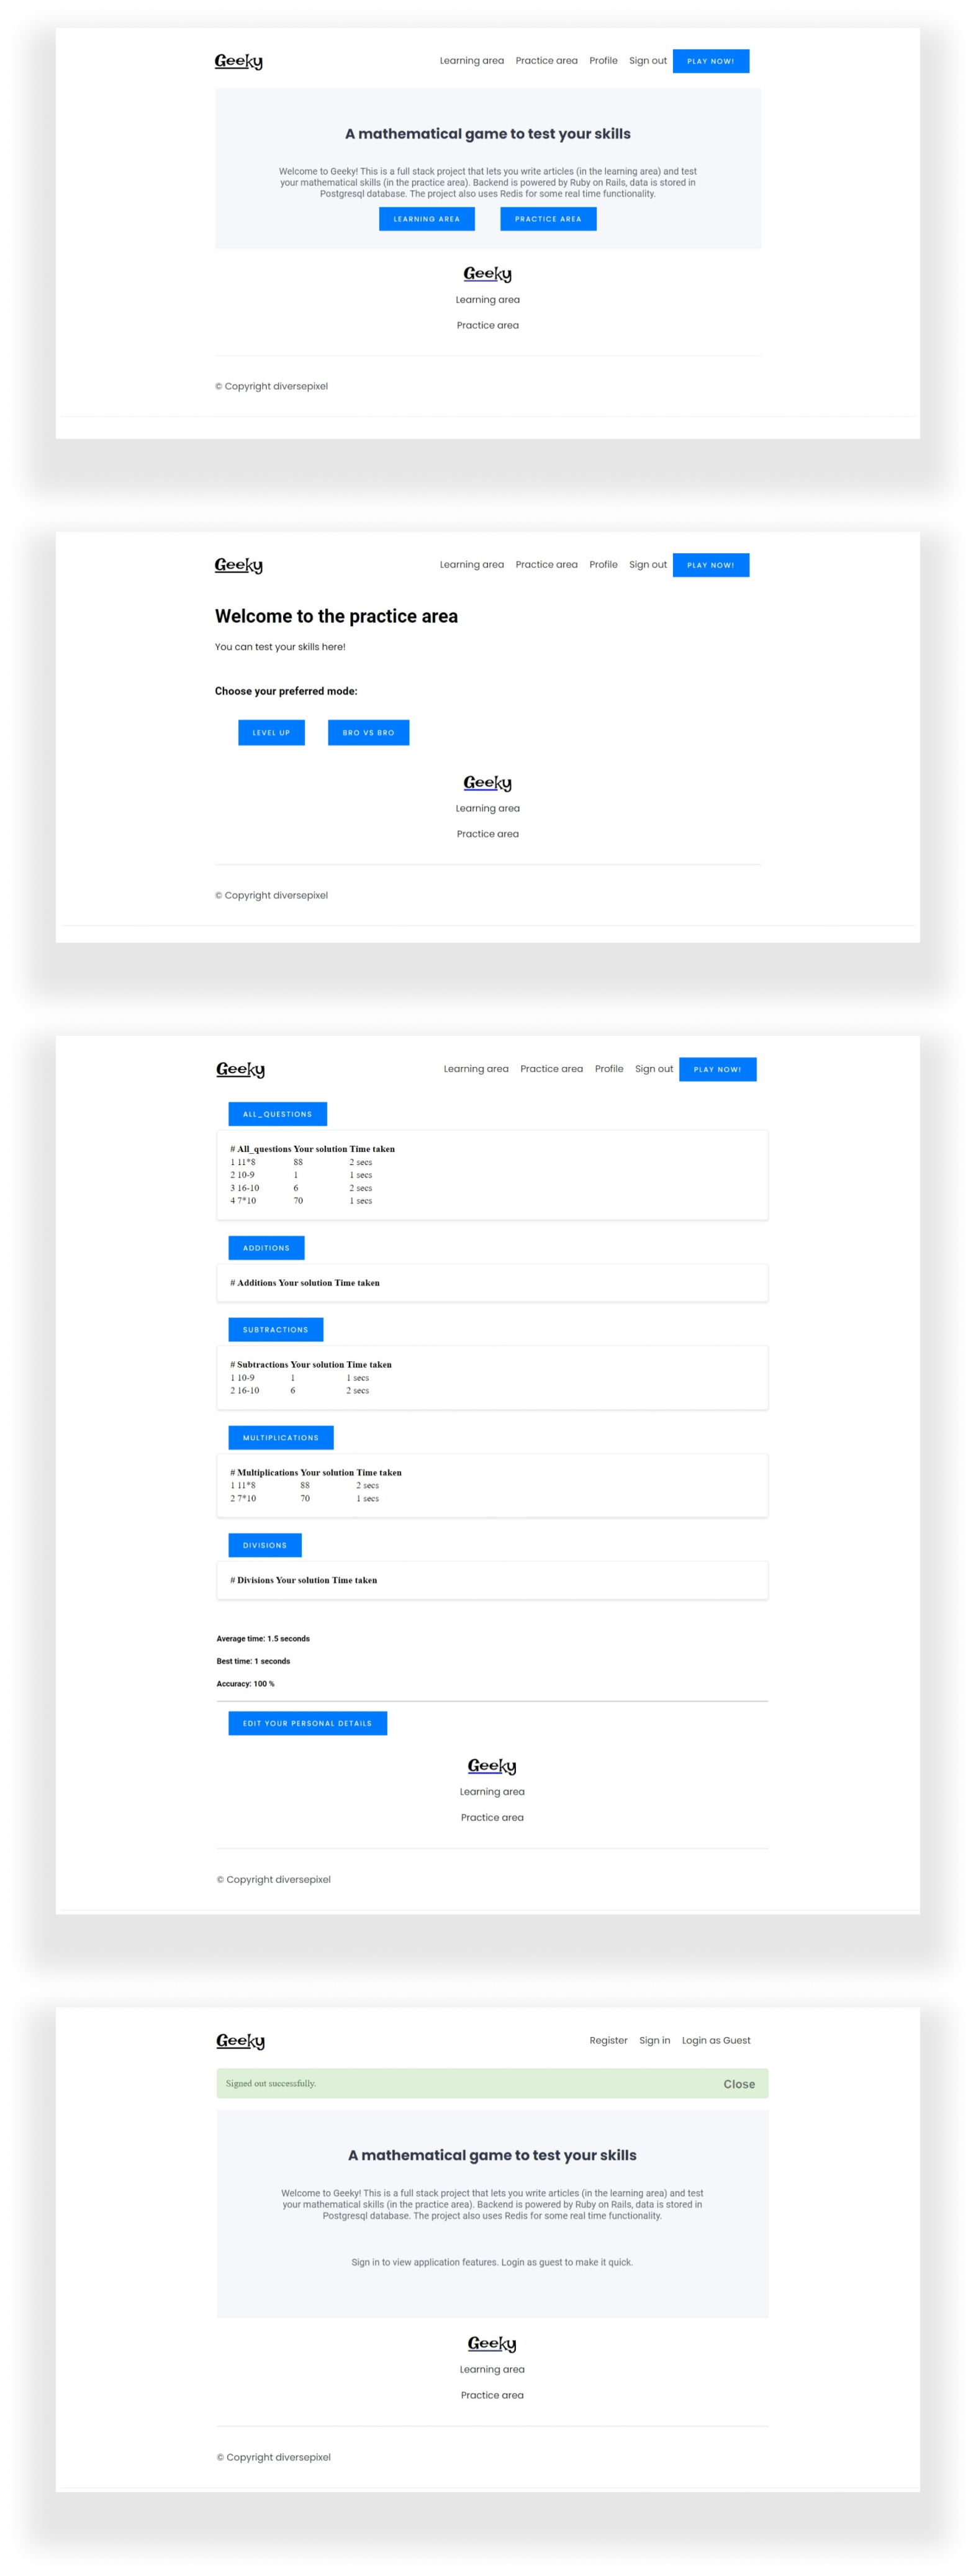 Geeky
Learning area Practice area Profile Sign out PLAY NOW!
A mathematical game to test your skills
Welcome to Geeky! This is a full stack project that lets you write articles (in the learning area) and test
your mathematical skills (in the practice area). Backend is powered by Ruby on Rails, data is stored in
Postgresql database. The project also uses Redis for some real time functionality.
LEARNING AREA PRACTICE AREA
Geeky
Learning area
Practice area
© Copyright diversepixel
Geeky
Learning area Practice area Profile Sign out PLAY NOW!
Welcome to the practice area
You can test your skills here!
Choose your preferred mode:
LEVEL UP BRO VS BRO
Geeky
Learning area
Practice area
© Copyright diversepixel
Geeky
Learning area Practice area Profile Sign out PLAY NOW!
ALL_QUESTIONS
# All_questions Your solution Time taken
1 11*8 88 2 secs
2 10-9 1 1 secs
3 16-10 6 2 secs
4 7*10 70 1 secs
ADDITIONS
# Additions Your solution Time taken
SUBTRACTIONS
# Subtractions Your solution Time taken
1 10-9 1 1 secs
2 16-10 6 2 secs
MULTIPLICATIONS
# Multiplications Your solution Time taken
1 11*8 88 2 secs
2 7*10 70 1 secs
DIVISIONS
# Divisions Your solution Time taken
Average time: 1.5 seconds
Best time: 1 seconds
Accuracy: 100 %
EDIT YOUR PERSONAL DETAILS
Geeky
Learning area
Practice area
© Copyright diversepixel
Geeky
Register Sign in Login as Guest
Signed out successfully. Close
A mathematical game to test your skills
Welcome to Geeky! This is a full stack project that lets you write articles (in the learning area) and test
your mathematical skills (in the practice area). Backend is powered by Ruby on Rails, data is stored in
Postgresql database. The project also uses Redis for some real time functionality.
Sign in to view application features. Login as guest to make it quick.
Geeky
Learning area
Practice area
© Copyright diversepixel